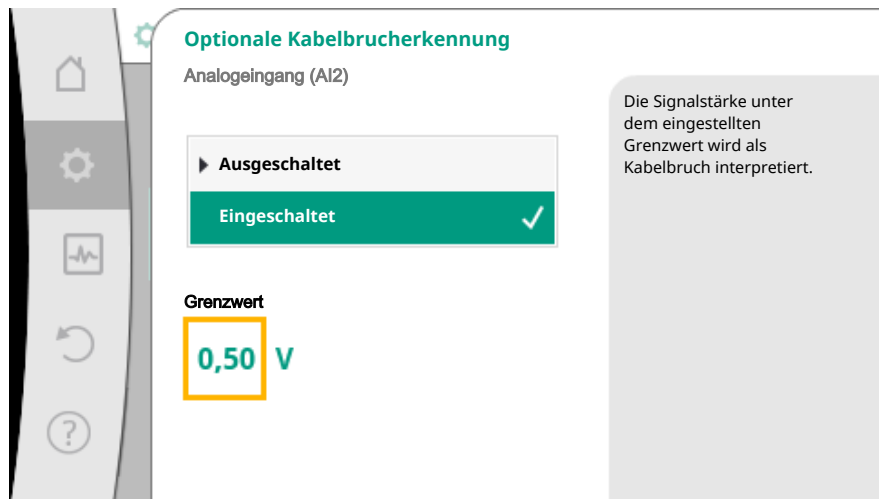 Optionale Kabelbrucherkennung
Analogeingang (AI2)
Die Signalstärke unter
dem eingestellten
Grenzwert wird als
Kabelbruch interpretiert.
Ausgeschaltet
Eingeschaltet
Grenzwert
0,50 V
?